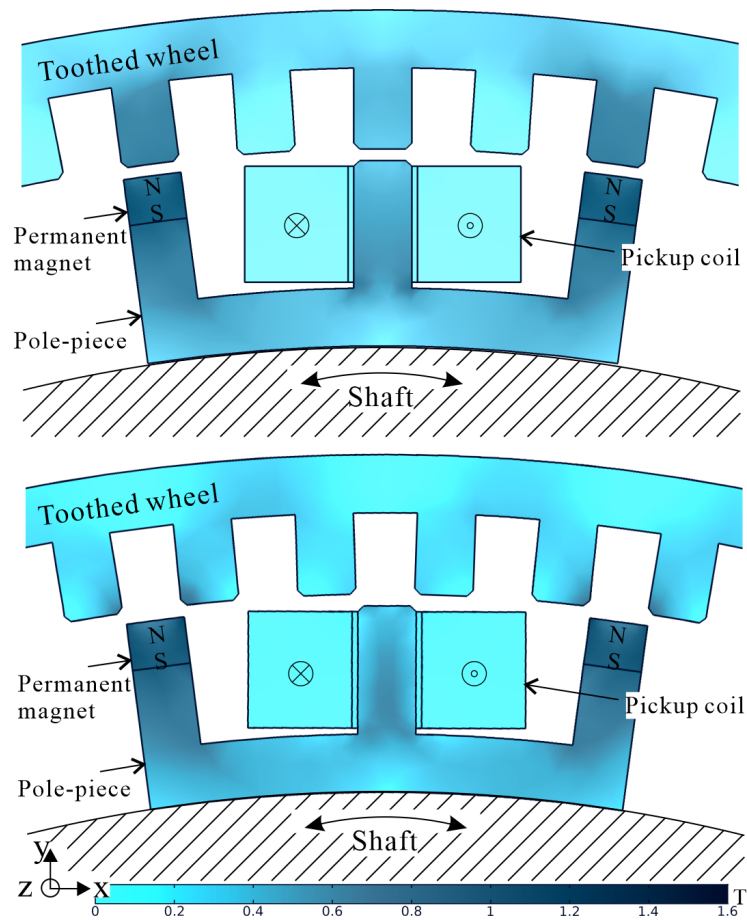 Toothed wheel
N
S
N
S
Permanent
magnet
Pickup coil
Pole-piece
Shaft
Toothed wheel
N
S
N
S
Permanent
magnet
Pickup coil
Pole-piece
Shaft
y
z
x
T
0 0.2 0.4 0.6 0.8 1 1.2 1.4 1.6